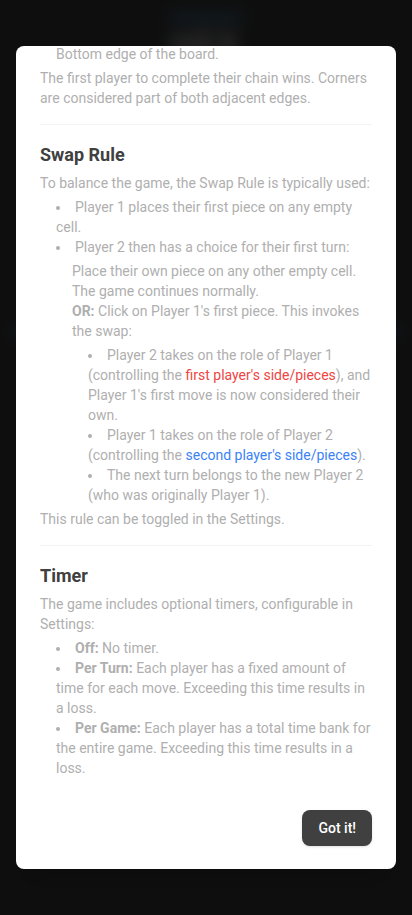 Bottom edge of the board.
The first player to complete their chain wins. Corners
are considered part of both adjacent edges.
Swap Rule
To balance the game, the Swap Rule is typically used:
• Player 1 places their first piece on any empty
cell.
• Player 2 then has a choice for their first turn:
Place their own piece on any other empty cell.
The game continues normally.
OR: Click on Player 1's first piece. This invokes
the swap:
• Player 2 takes on the role of Player 1
(controlling the first player's side/pieces), and
Player 1's first move is now considered their
own.
• Player 1 takes on the role of Player 2
(controlling the second player's side/pieces).
• The next turn belongs to the new Player 2
(who was originally Player 1).
This rule can be toggled in the Settings.
Timer
The game includes optional timers, configurable in
Settings:
• Off: No timer.
• Per Turn: Each player has a fixed amount of
time for each move. Exceeding this time results in
a loss.
• Per Game: Each player has a total time bank for
the entire game. Exceeding this time results in a
loss.
Got it!